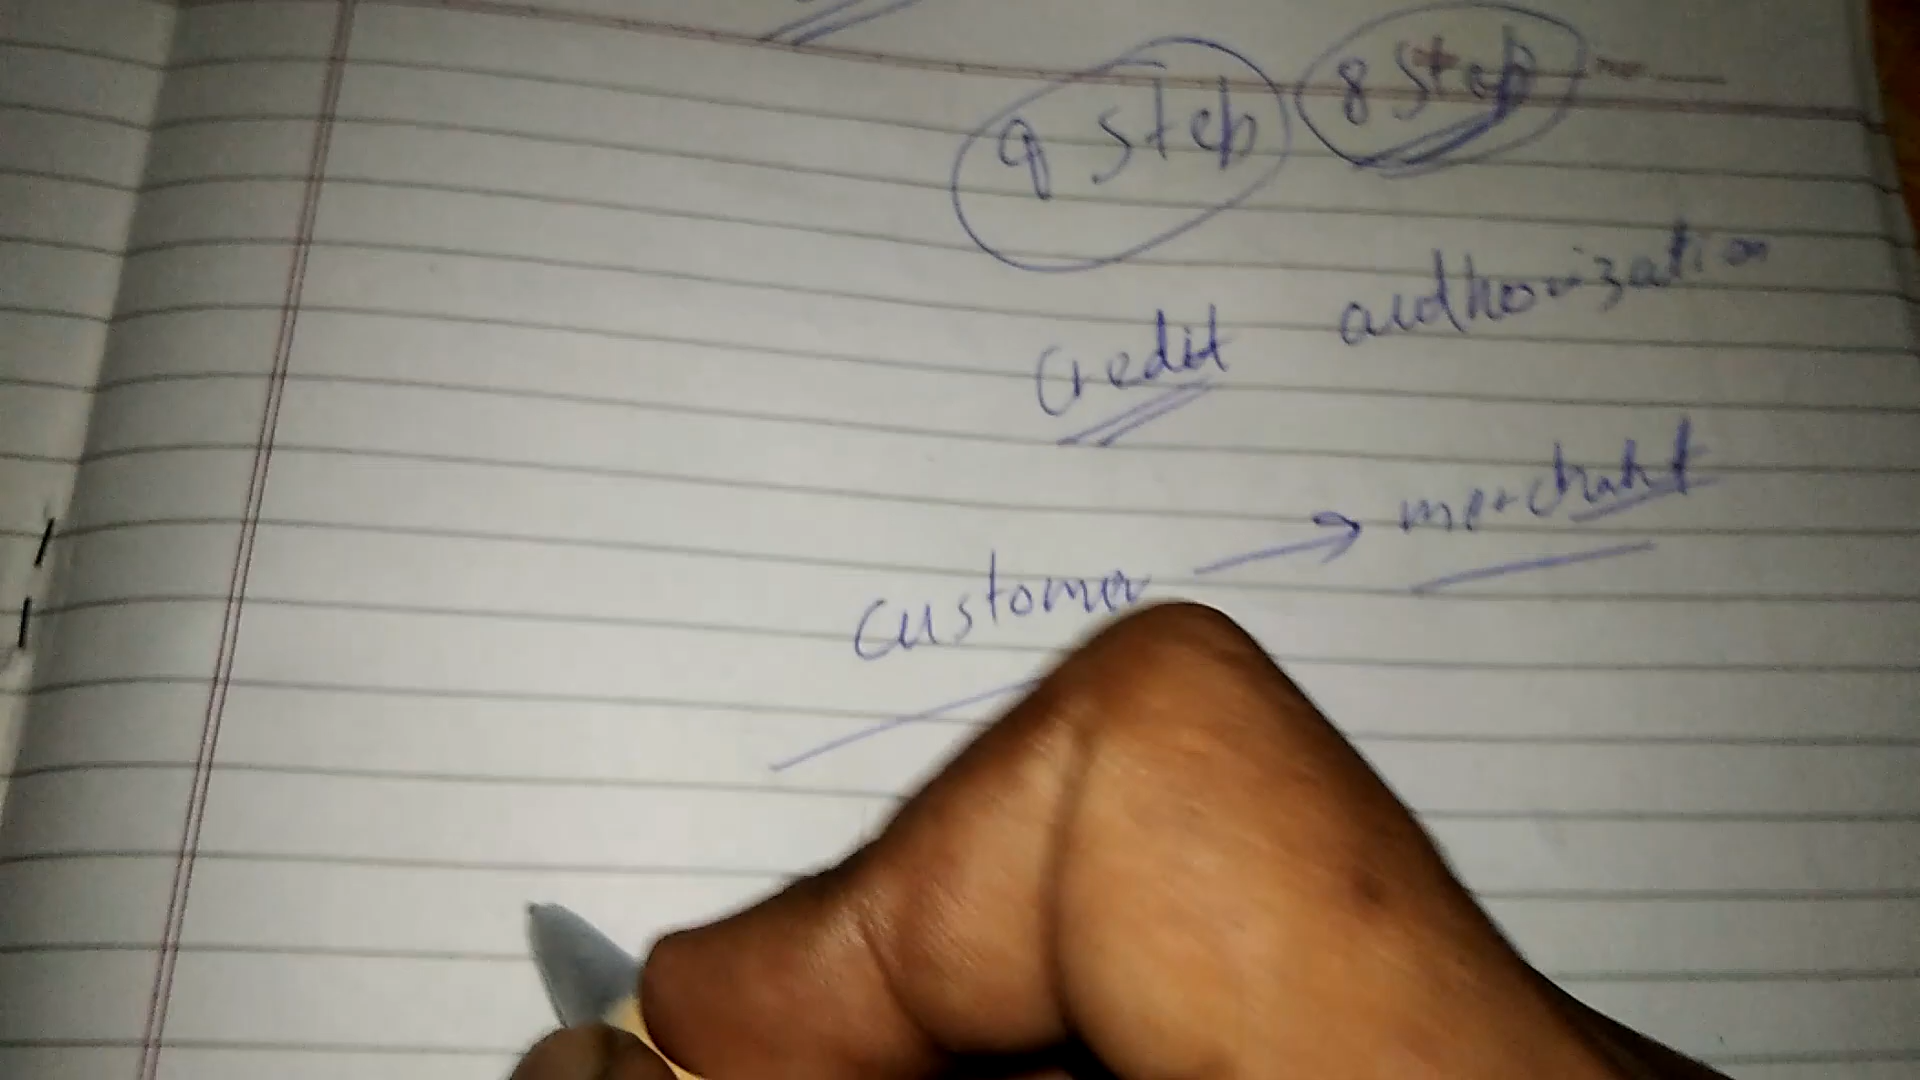 9 step 8 step
credit authorization
customer → merchant